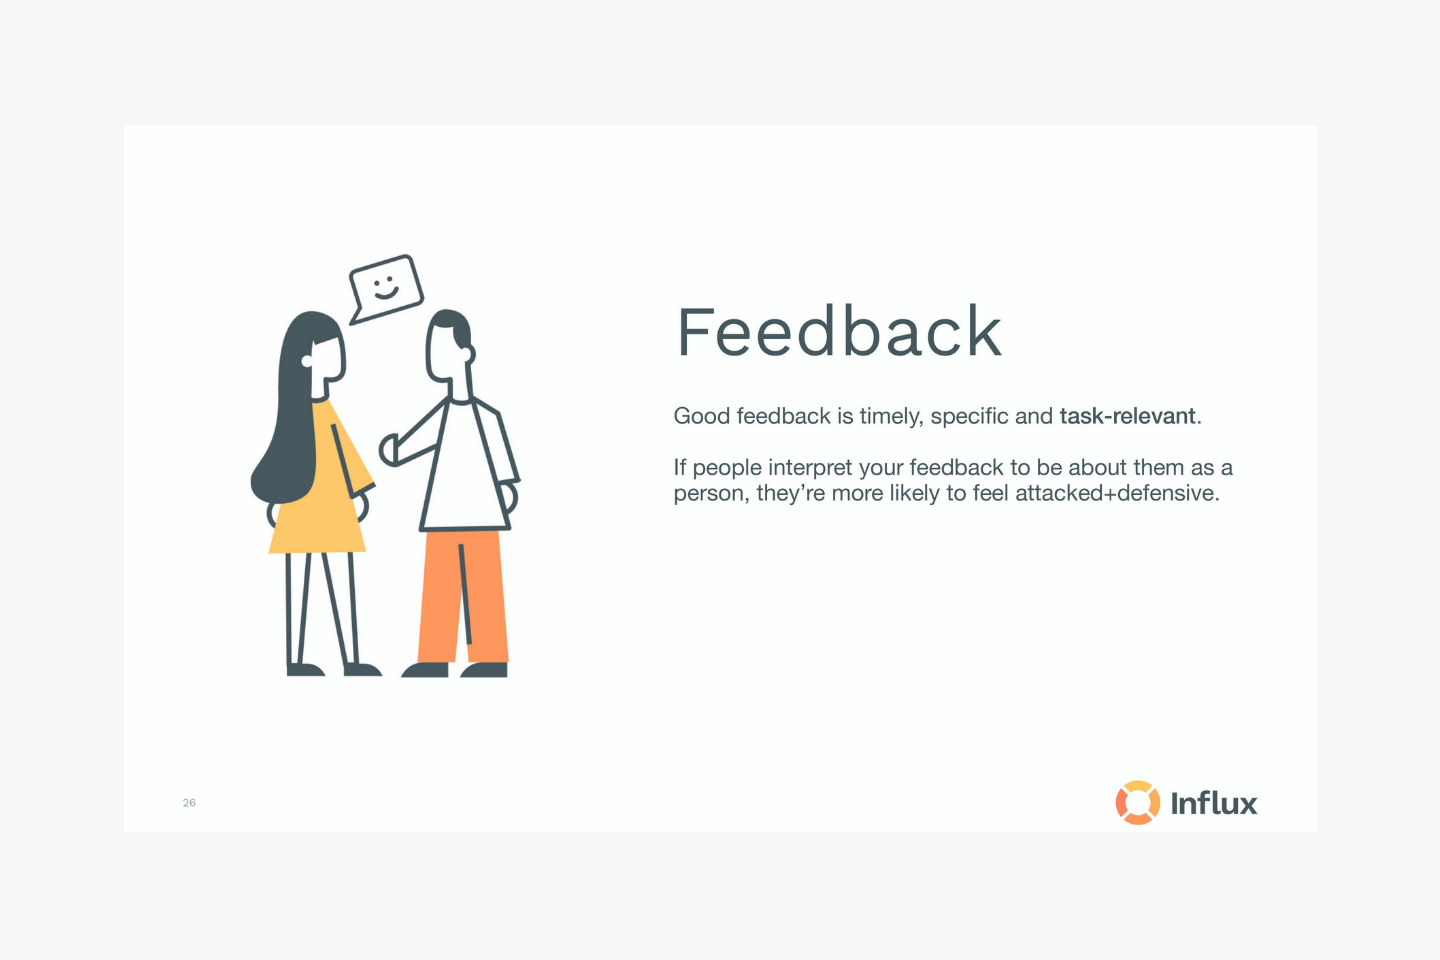 Feedback
Good feedback is timely, specific and task-relevant.
If people interpret your feedback to be about them as a
person, they’re more likely to feel attacked+defensive.
26
Influx